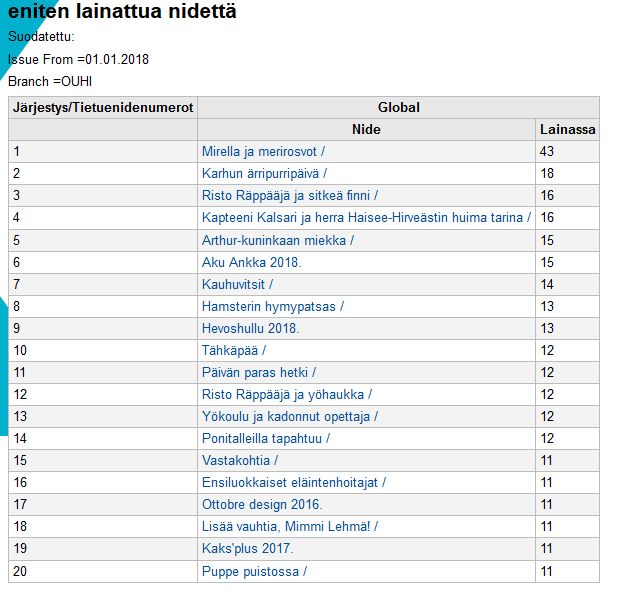 eniten lainattua nidettä
Suodatettu:
Issue From =01.01.2018
Branch =OUHI
Järjestys/Tietuenidenumerot Global
Nide Lainassa
1 Mirella ja merirosvot / 43
2 Karhun ärripurripäivä / 18
3 Risto Räppääjä ja sitkeä finni / 16
4 Kapteeni Kalsari ja herra Haisee-Hirveästin huima tarina / 16
5 Arthur-kuninkaan miekka / 15
6 Aku Ankka 2018. 15
7 Kauhuvitsit / 14
8 Hamsterin hymypatsas / 13
9 Hevoshullu 2018. 13
10 Tähkäpää / 12
11 Päivän paras hetki / 12
12 Risto Räppääjä ja yöhaukka / 12
13 Yökoulu ja kadonnut opettaja / 12
14 Ponitalleilla tapahtuu / 12
15 Vastakohtia / 11
16 Ensiluokkaiset eläintenhoitajat / 11
17 Ottobre design 2016. 11
18 Lisää vauhtia, Mimmi Lehmä! / 11
19 Kaks'plus 2017. 11
20 Puppe puistossa / 11